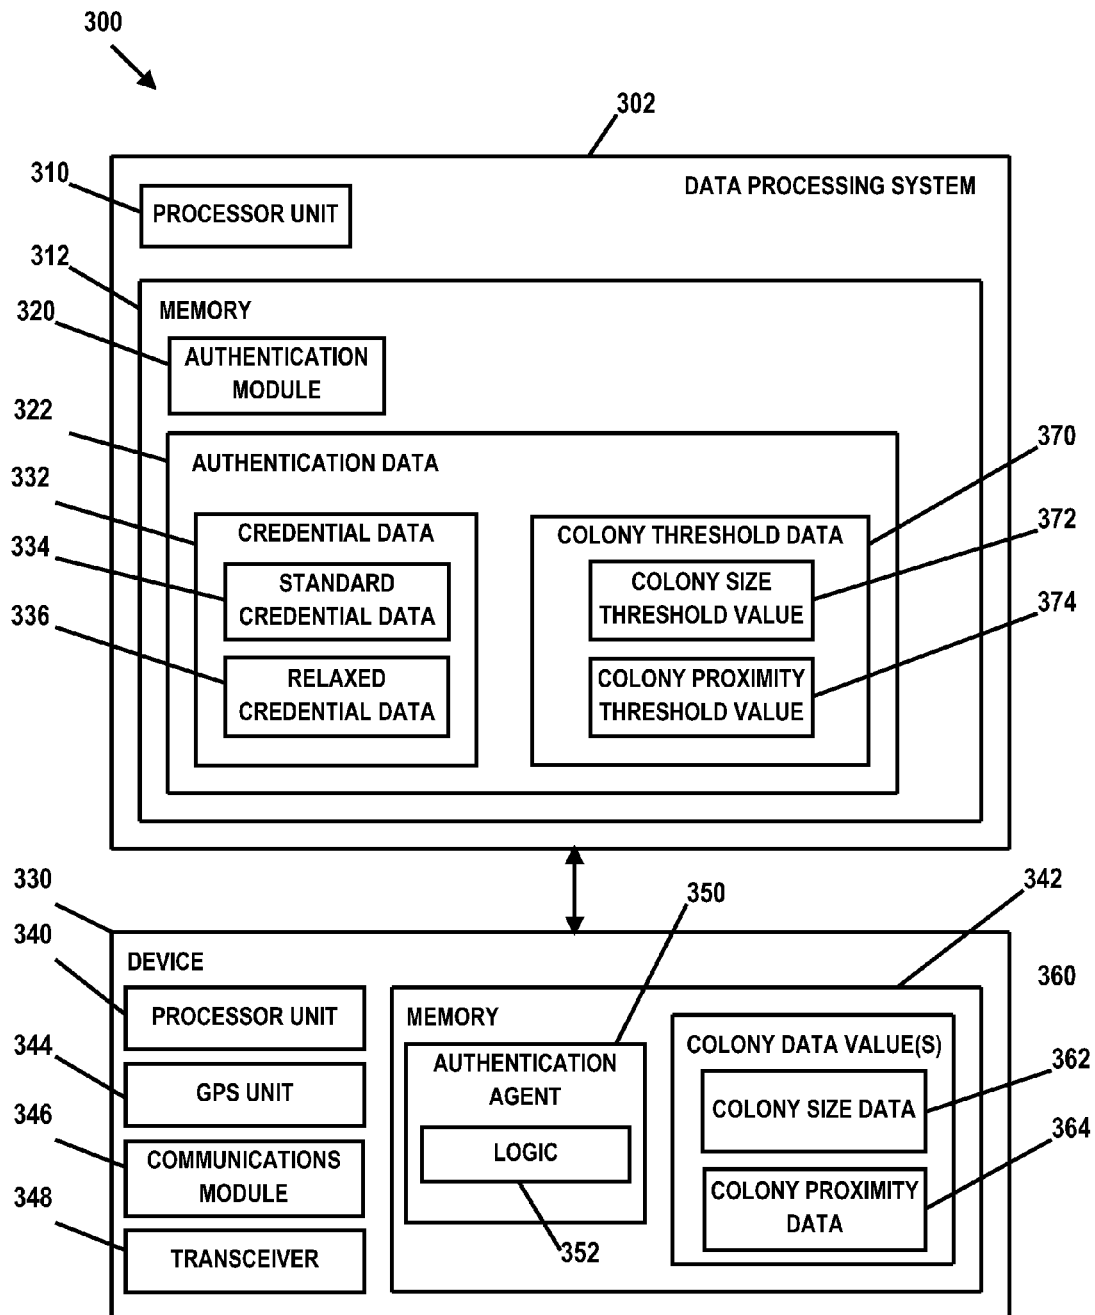 300
302
310
DATA PROCESSING SYSTEM
PROCESSOR UNIT
312
MEMORY
320
AUTHENTICATION
MODULE
322
370
AUTHENTICATION DATA
332
372
CREDENTIAL DATA
COLONY THRESHOLD DATA
334
STANDARD
CREDENTIAL DATA
COLONY SIZE
THRESHOLD VALUE
374
336
RELAXED
CREDENTIAL DATA
COLONY PROXIMITY
THRESHOLD VALUE
330
350
342
340
DEVICE
360
PROCESSOR UNIT
MEMORY
344
COLONY DATA VALUE(S)
AUTHENTICATION
AGENT
362
GPS UNIT
COLONY SIZE DATA
346
364
LOGIC
COMMUNICATIONS
MODULE
COLONY PROXIMITY
DATA
348
352
TRANSCEIVER